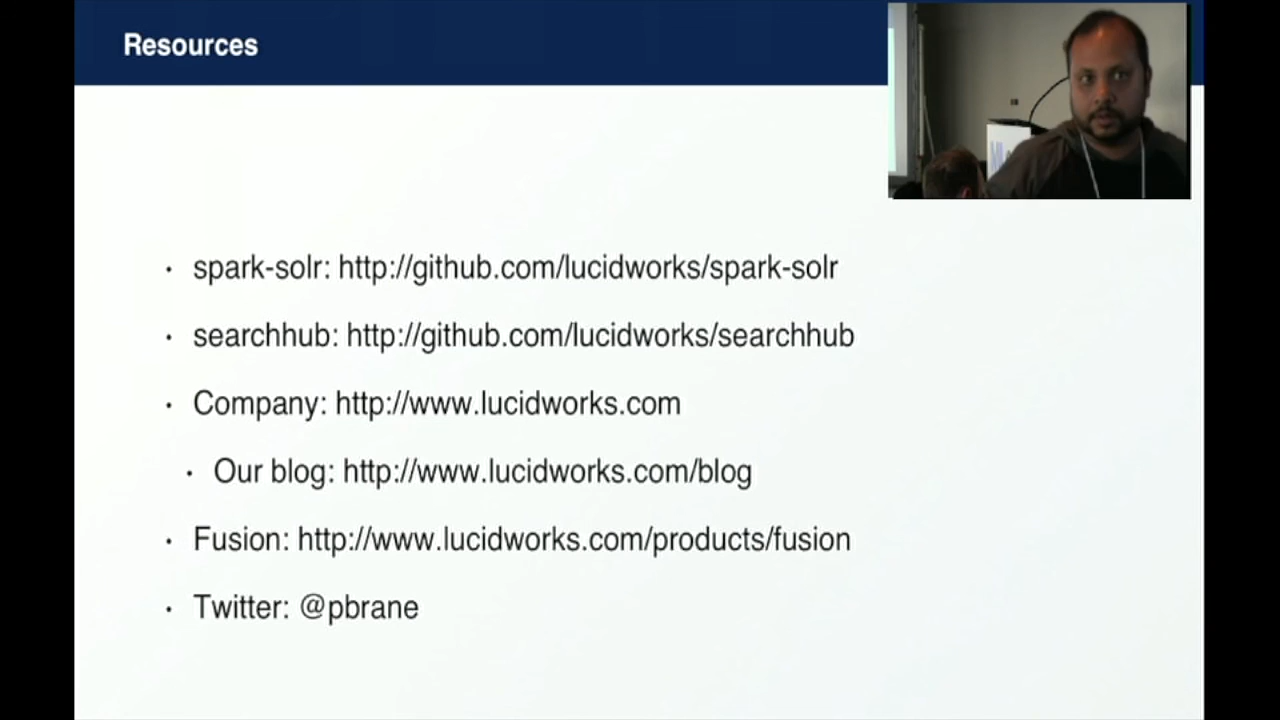 Resources
• spark-solr: http://github.com/lucidworks/spark-solr
• searchhub: http://github.com/lucidworks/searchhub
• Company: http://www.lucidworks.com
• Our blog: http://www.lucidworks.com/blog
• Fusion: http://www.lucidworks.com/products/fusion
• Twitter: @pbrane